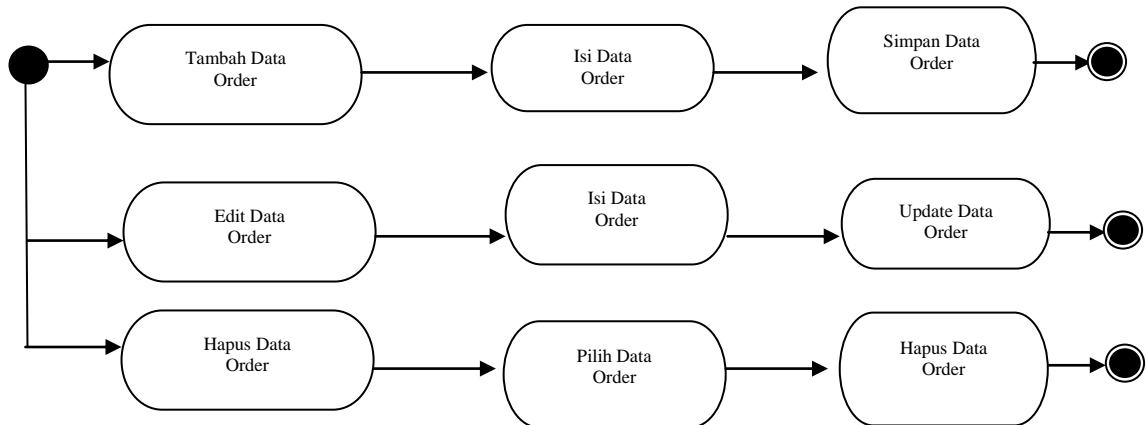 Tambah Data
Order
Isi Data
Order
Simpan Data
Order
Edit Data
Order
Isi Data
Order
Update Data
Order
Hapus Data
Order
Pilih Data
Order
Hapus Data
Order